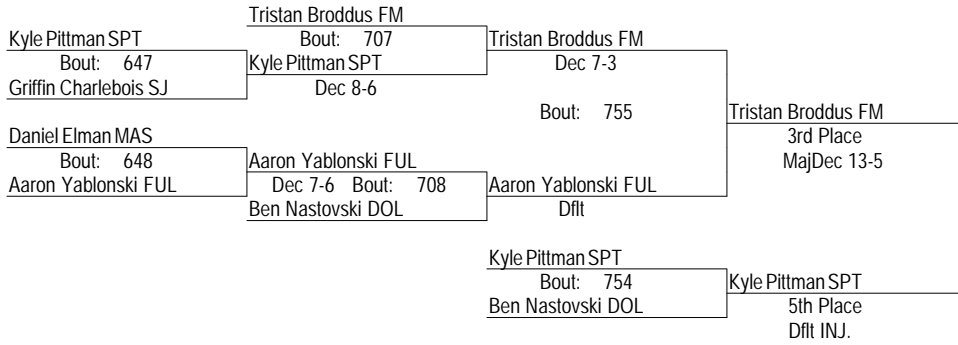 Tristan Broddus FM
Kyle Pittman SPT
Bout: 707
Tristan Broddus FM
Bout: 647
Kyle Pittman SPT
Dec 7-3
Griffin Charlebois SJ
Dec 8-6
Bout: 755
Tristan Broddus FM
Daniel Elman MAS
3rd Place
Bout: 648
Aaron Yablonski FUL
MajDec 13-5
Aaron Yablonski FUL
Dec 7-6 Bout: 708
Aaron Yablonski FUL
Ben Nastovski DOL
Dflt
Kyle Pittman SPT
Bout: 754
Kyle Pittman SPT
Ben Nastovski DOL
5th Place
Dflt INJ.